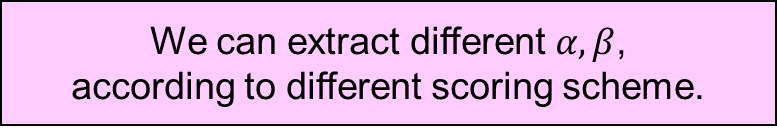 We can extract different α, β,
according to different scoring scheme.